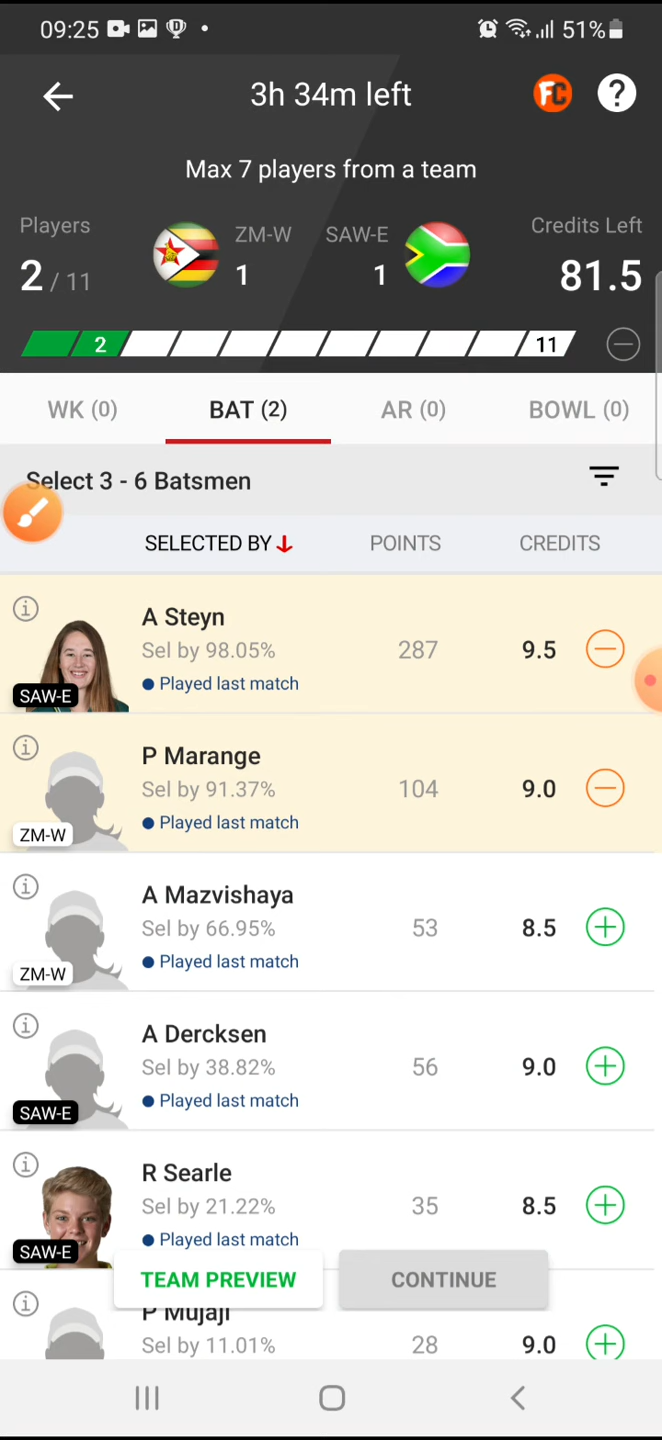 09:25 51%
3h 34m left FC ?
Max 7 players from a team
Players ZM-W SAW-E Credits Left
2 / 11 1 1 81.5
2 11
WK (0) BAT (2) AR (0) BOWL (0)
Select 3 - 6 Batsmen
SELECTED BY POINTS CREDITS
A Steyn
Sel by 98.05% 287 9.5
Played last match
SAW-E
P Marange
Sel by 91.37% 104 9.0
Played last match
ZM-W
A Mazvishaya
Sel by 66.95% 53 8.5
Played last match
ZM-W
A Dercksen
Sel by 38.82% 56 9.0
Played last match
SAW-E
R Searle
Sel by 21.22% 35 8.5
Played last match
SAW-E
TEAM PREVIEW CONTINUE
P Mujaji
Sel by 11.01% 28 9.0